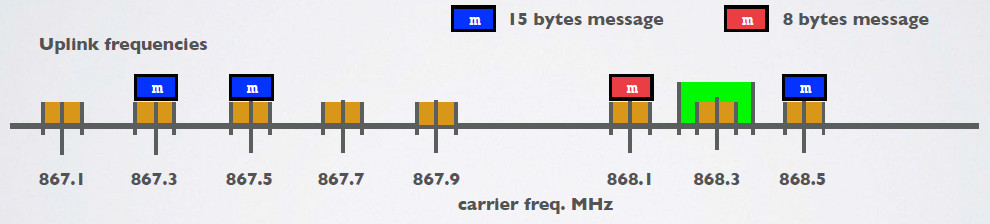 m 15 bytes message m 8 bytes message
Uplink frequencies
m m m m
867.1 867.3 867.5 867.7 867.9 868.1 868.3 868.5
carrier freq. MHz